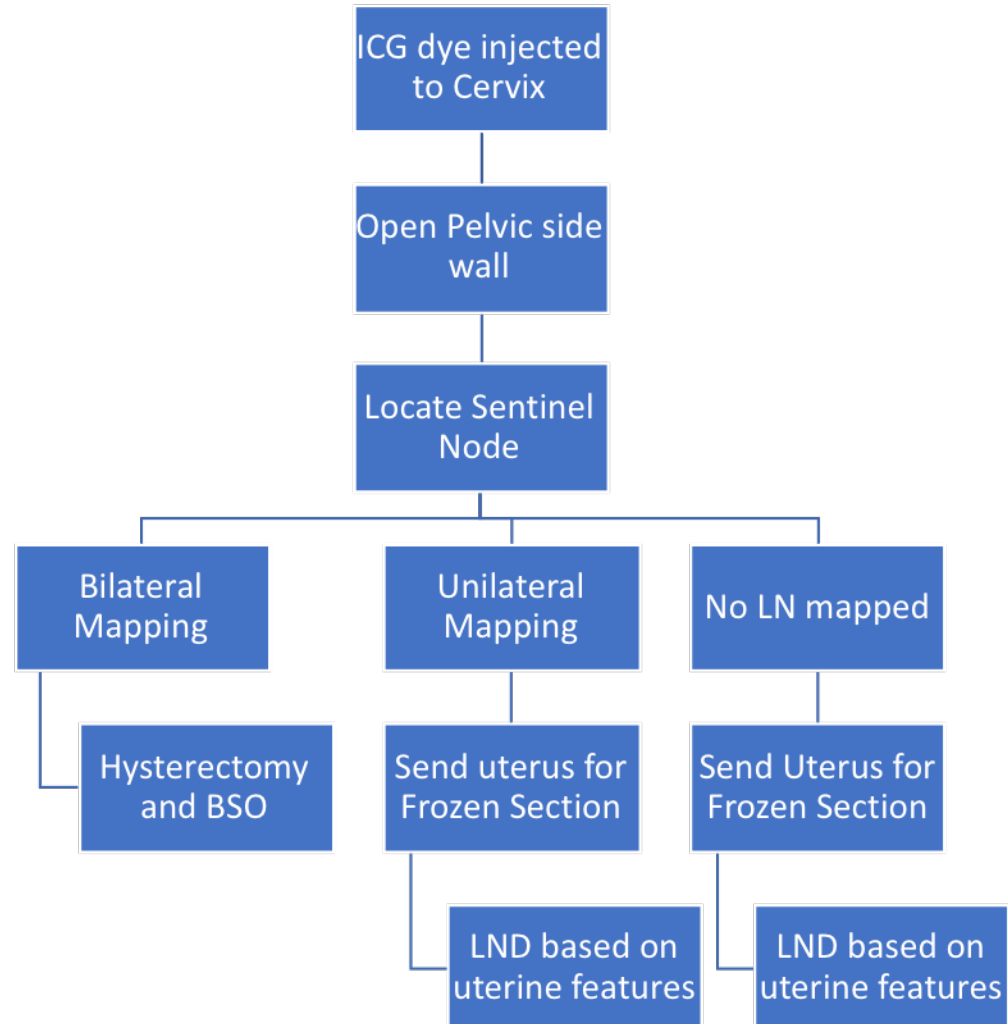 ICG dye injected
to Cervix
Open Pelvic side
wall
Locate Sentinel
Node
Bilateral
Mapping
Unilateral
Mapping
No LN mapped
Hysterectomy
and BSO
Send uterus for
Frozen Section
Send Uterus for
Frozen Section
LND based on
uterine features
LND based on
uterine features